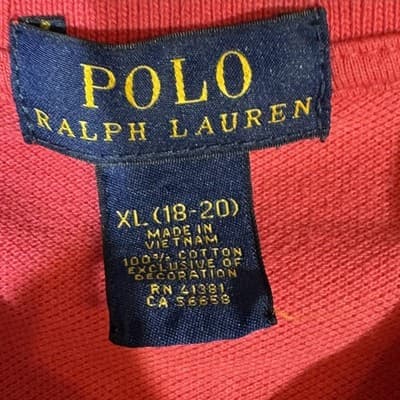 POLO
RALPH LAUREN
XL (18-20)
MADE IN
VIETNAM
100% COTTON
EXCLUSIVE OF
DECORATION
RN 41381
CA 56658